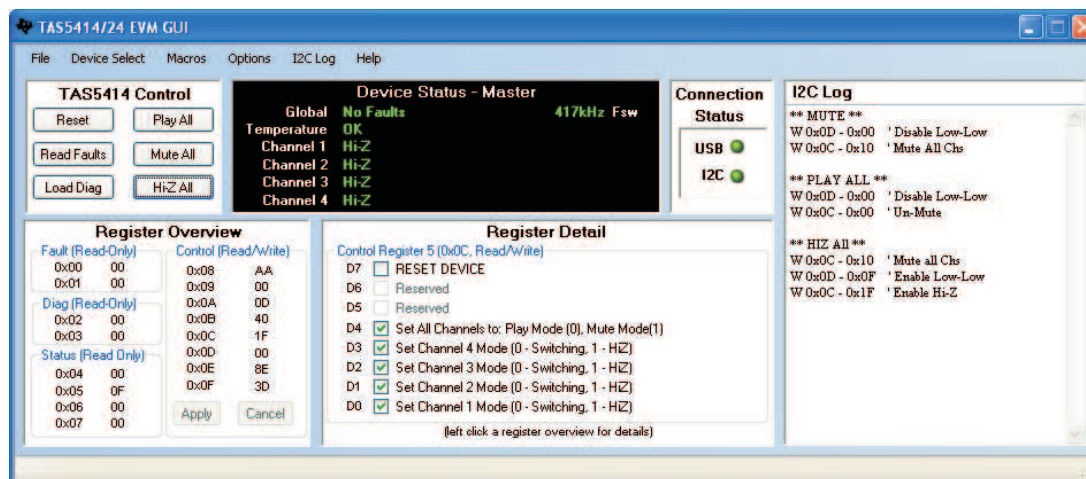 TAS5414/24 EVM GUI
File Device Select Macros Options I2C Log Help
TAS5414 Control
Reset Play All
Read Faults Mute All
Load Diag Hi-Z All
Device Status - Master
Global No Faults 417kHz Fsw
Temperature OK
Channel 1 Hi-Z
Channel 2 Hi-Z
Channel 3 Hi-Z
Channel 4 Hi-Z
Connection
Status
USB
I2C
I2C Log
** MUTE **
W 0x0D - 0x00 ' Disable Low-Low
W 0x0C - 0x10 ' Mute All Chs
** PLAY ALL **
W 0x0D - 0x00 ' Disable Low-Low
W 0x0C - 0x00 ' Un-Mute
** HIZ All **
W 0x0C - 0x10 ' Mute all Chs
W 0x0D - 0x0F ' Enable Low-Low
W 0x0C - 0x1F ' Enable Hi-Z
Register Overview
Fault (Read-Only)
0x00 00
0x01 00
Diag (Read-Only)
0x02 00
0x03 00
Status (Read Only)
0x04 00
0x05 0F
0x06 00
0x07 00
Control (Read/Write)
0x08 AA
0x09 00
0x0A 0D
0x0B 40
0x0C 1F
0x0D 00
0x0E 8E
0x0F 3D
Apply Cancel
Register Detail
Control Register 5 (0x0C, Read/Write)
D7 RESET DEVICE
D6 Reserved
D5 Reserved
D4 Set All Channels to: Play Mode (0), Mute Mode(1)
D3 Set Channel 4 Mode (0 - Switching, 1 - HiZ)
D2 Set Channel 3 Mode (0 - Switching, 1 - HiZ)
D1 Set Channel 2 Mode (0 - Switching, 1 - HiZ)
D0 Set Channel 1 Mode (0 - Switching, 1 - HiZ)
(left click a register overview for details)